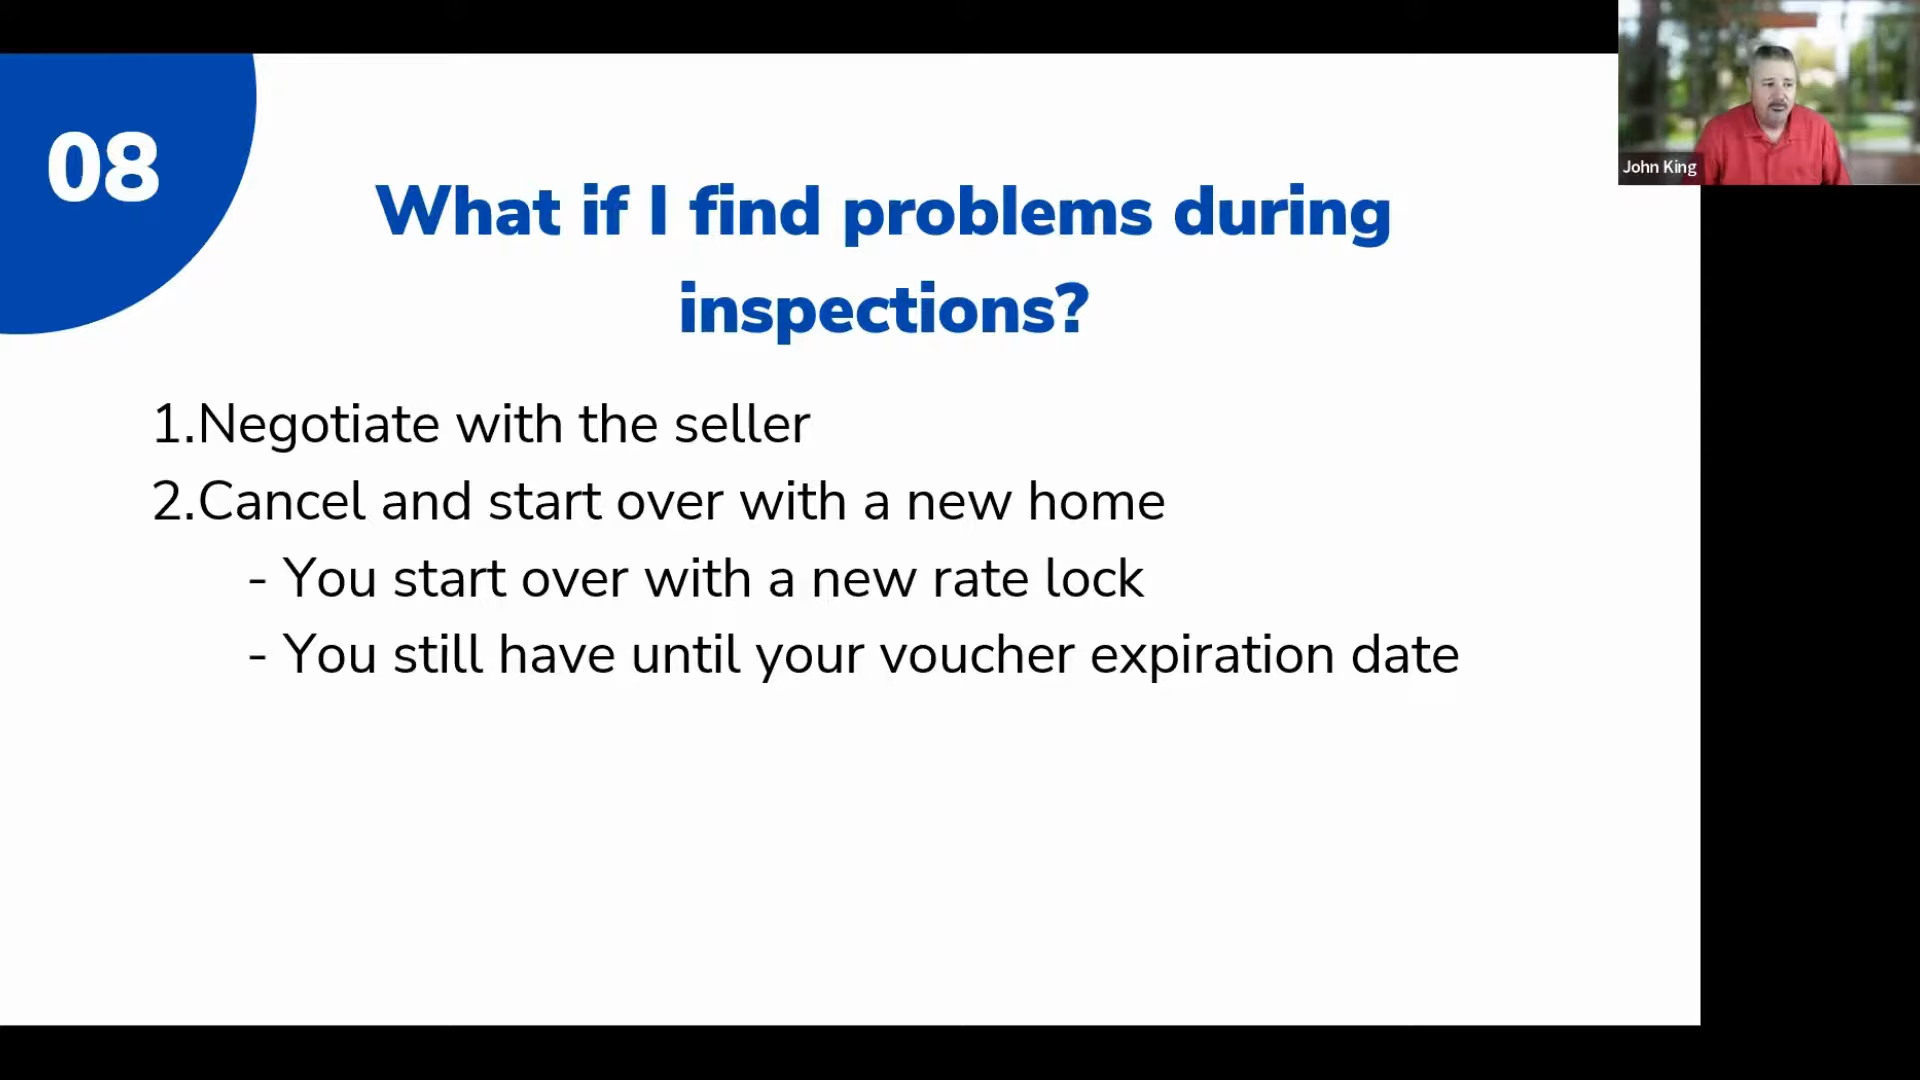 08
John King
What if I find problems during
inspections?
1.Negotiate with the seller
2.Cancel and start over with a new home
- You start over with a new rate lock
- You still have until your voucher expiration date